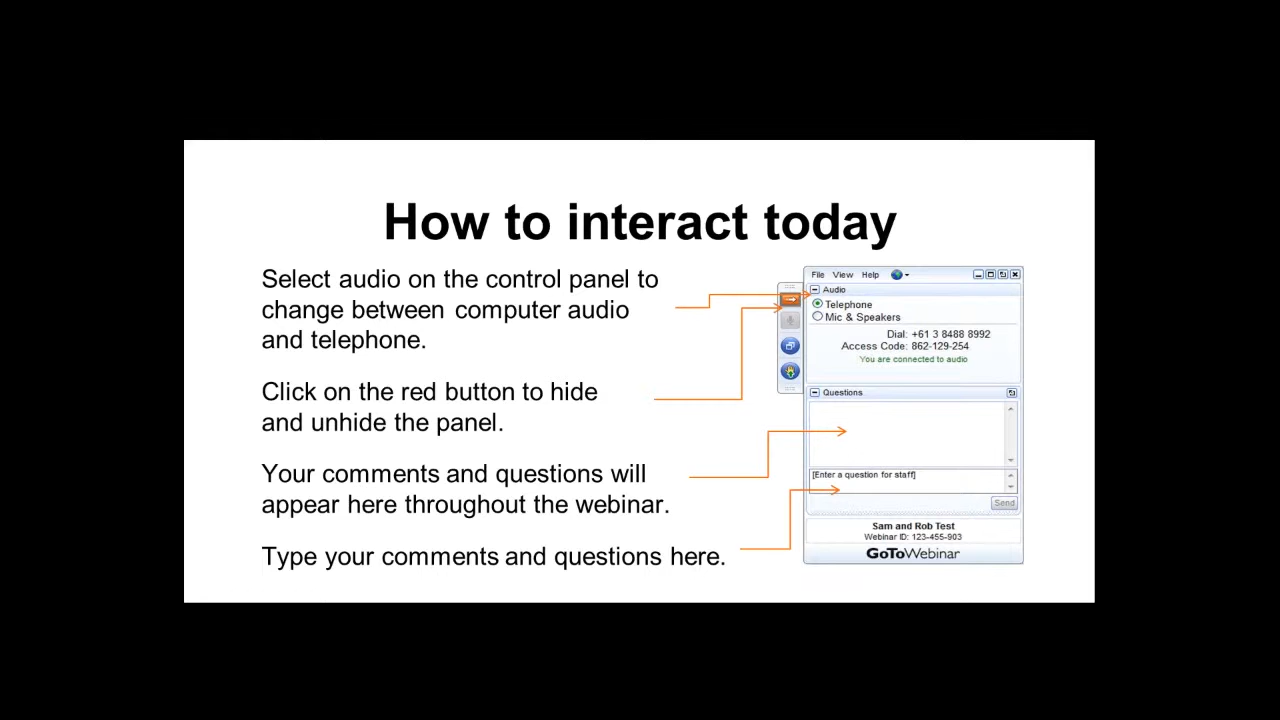 How to interact today
Select audio on the control panel to
change between computer audio
and telephone.
Click on the red button to hide
and unhide the panel.
Your comments and questions will
appear here throughout the webinar.
Type your comments and questions here.
File View Help
Audio
Telephone
Mic & Speakers
Dial: +61 3 8488 8992
Access Code: 862-129-254
You are connected to audio
Questions
[Enter a question for staff]
Send
Sam and Rob Test
Webinar ID: 123-455-903
GoToWebinar